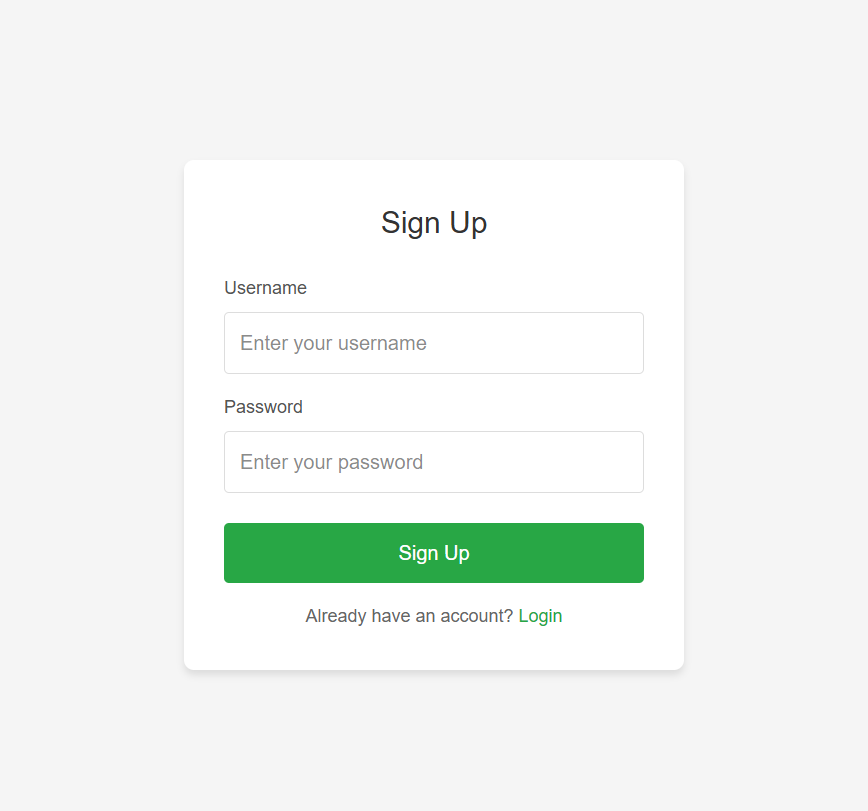 Sign Up
Username
Enter your username
Password
Enter your password
Sign Up
Already have an account? Login